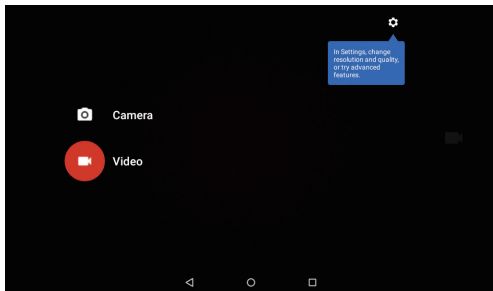 In Settings, change
resolution and quality,
or try advanced
features.
Camera
Video